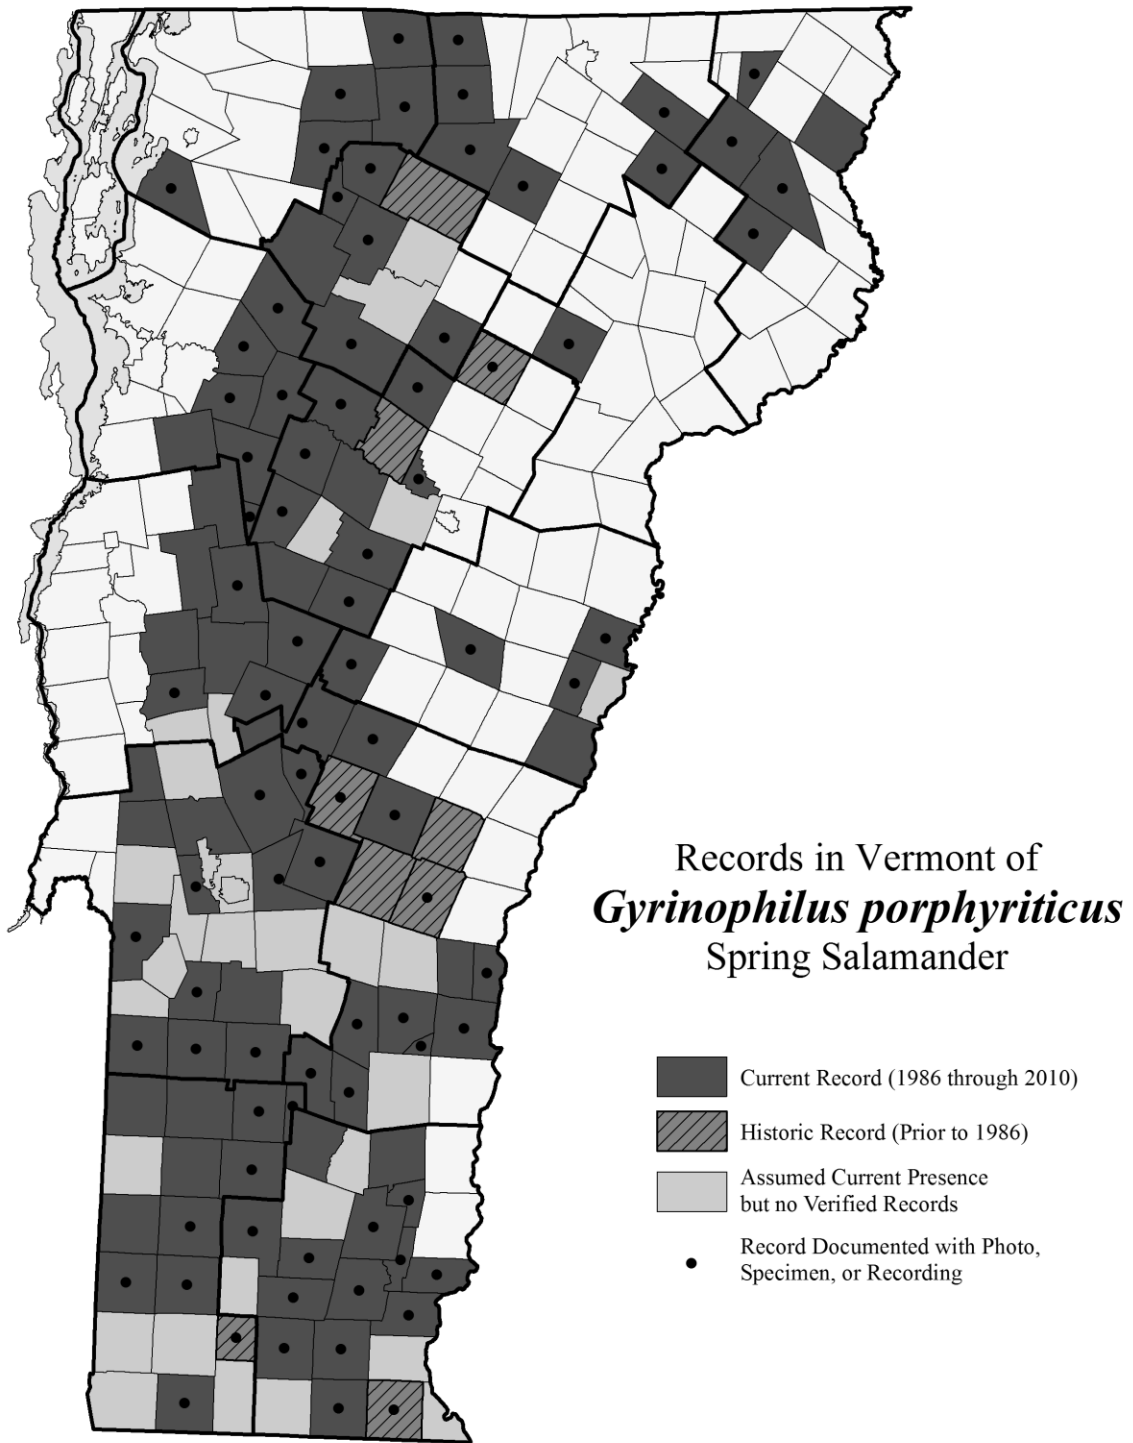 Records in Vermont of
Gyrinophilus porphyriticus
Spring Salamander
Current Record (1986 through 2010)
Historic Record (Prior to 1986)
Assumed Current Presence
but no Verified Records
Record Documented with Photo,
Specimen, or Recording